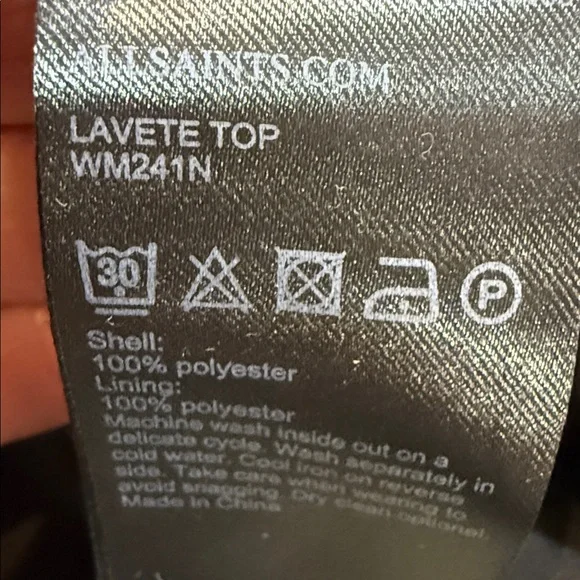 ALLSAINTS.COM
LAVETE TOP
WM241N
30
P
Shell:
100% polyester
Lining:
100% polyester
Machine wash inside out on a
delicate cycle. Wash separately in
cold water. Cool iron on reverse
side. Take care when wearing to
avoid snagging. Dry clean optional.
Made in China